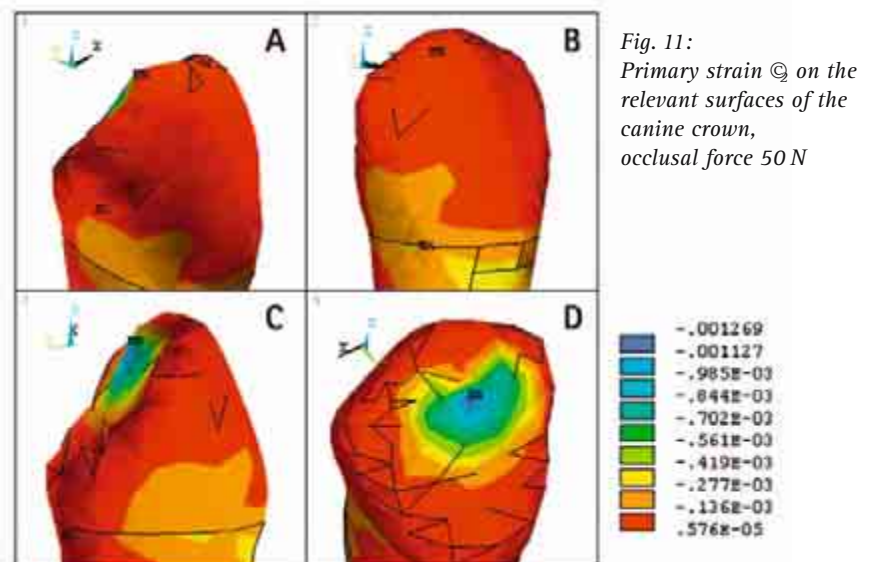 A
B
C
D
Fig. 11:
Primary strain on the
relevant surfaces of the
canine crown,
occlusal force 50 N
-.001269
-.001127
-.985E-03
-.844E-03
-.702E-03
-.561E-03
-.419E-03
-.277E-03
-.136E-03
.576E-05